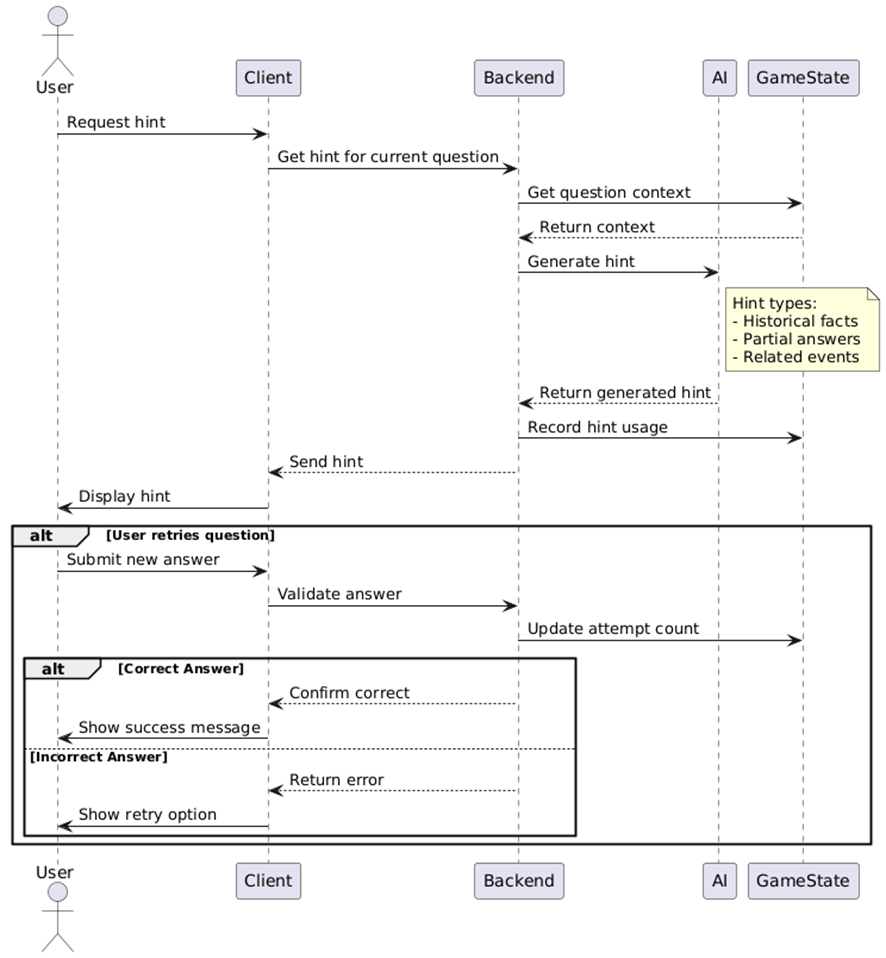 User
Client
Backend
AI
GameState
Request hint
Get hint for current question
Get question context
Return context
Generate hint
Hint types:
- Historical facts
- Partial answers
- Related events
Return generated hint
Record hint usage
Send hint
Display hint
alt
[User retries question]
Submit new answer
Validate answer
Update attempt count
alt
[Correct Answer]
Confirm correct
Show success message
[Incorrect Answer]
Return error
Show retry option
User
Client
Backend
AI
GameState